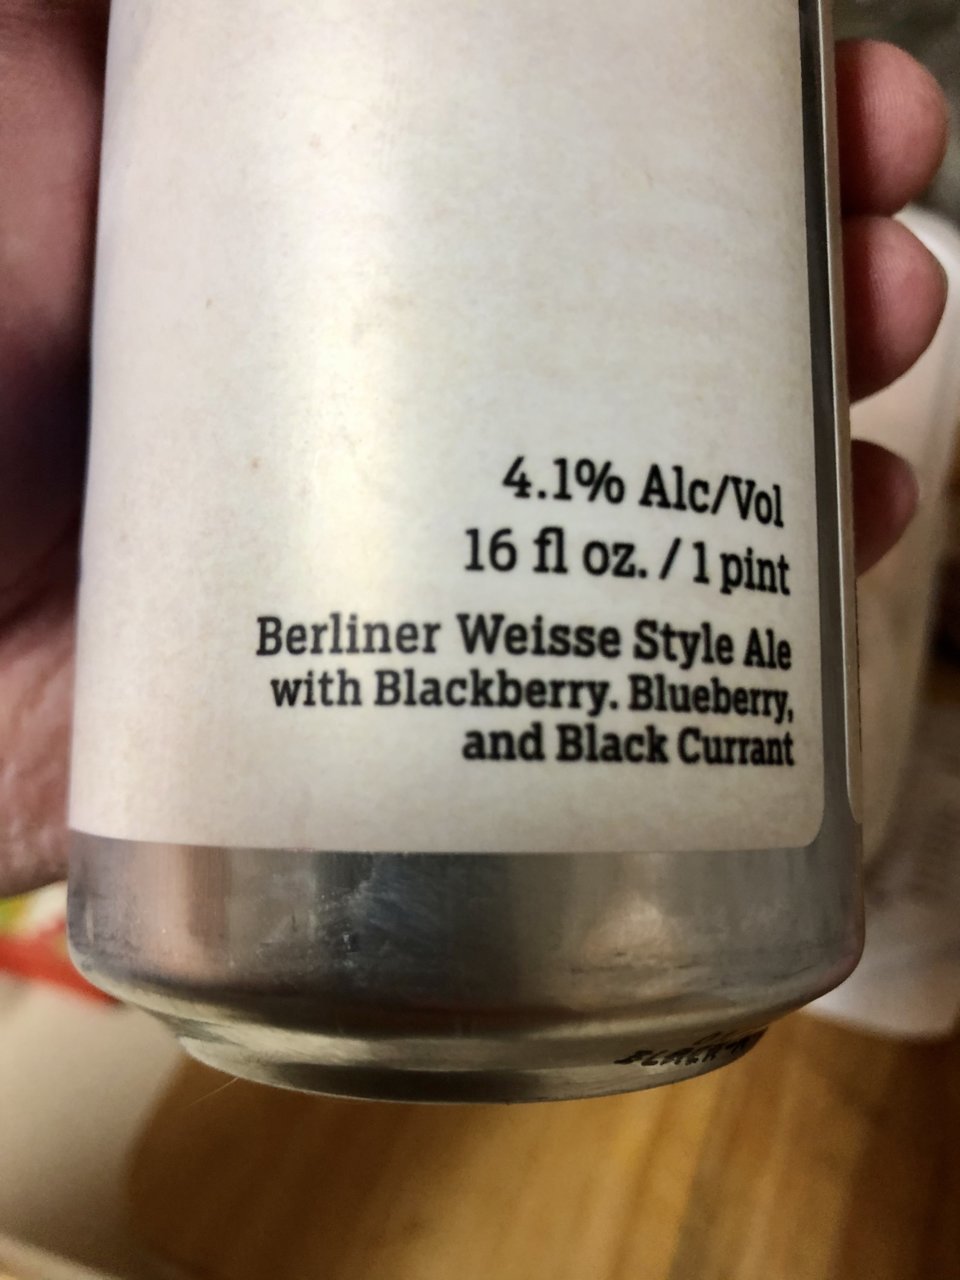 4.1% Alc/Vol
16 fl oz. / 1 pint
Berliner Weisse Style Ale
with Blackberry. Blueberry,
and Black Currant